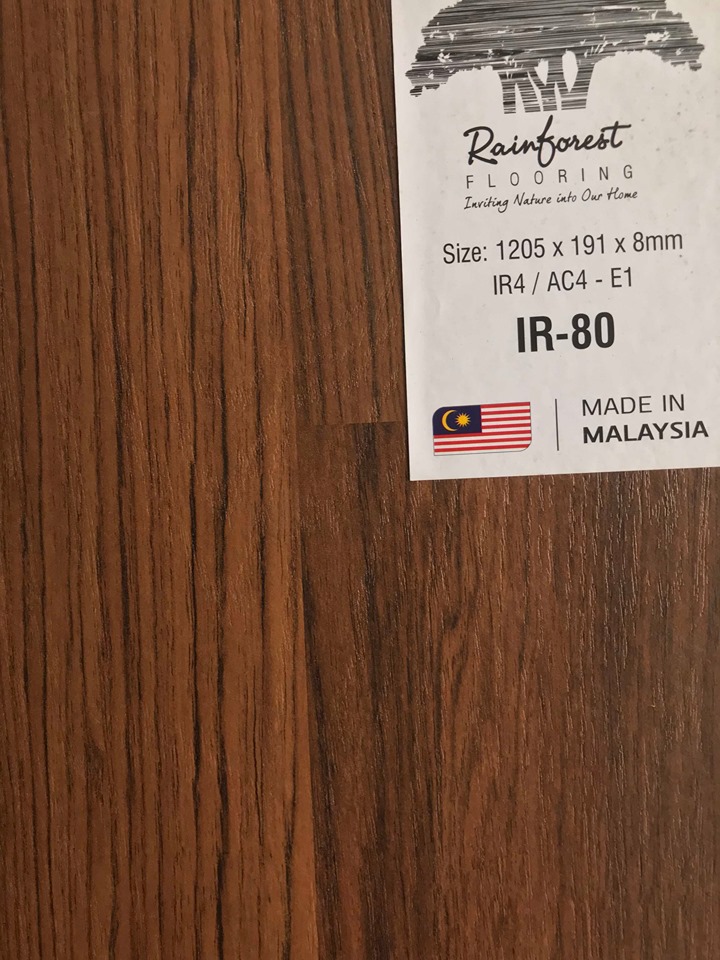 RW
Rainforest
FLOORING
Inviting Nature into Our Home
Size: 1205 x 191 x 8mm
IR4 / AC4 - E1
IR-80
MADE IN
MALAYSIA